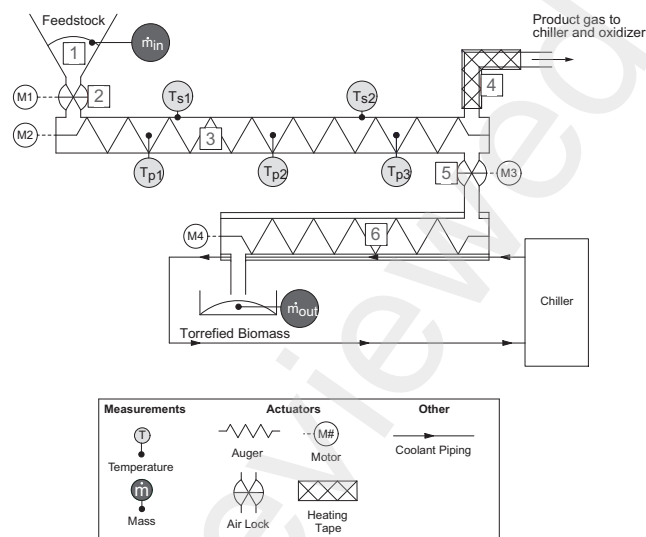 Feedstock
Product gas to
chiller and oxidizer
1
ṁin
M1
2
Ts1
Ts2
4
M2
3
Tp1
Tp2
Tp3
5
M3
M4
6
ṁout
Torrefied Biomass
Chiller
Measurements
Actuators
Other
T
M#
Temperature
Auger
Motor
Coolant Piping
ṁ
Mass
Air Lock
Heating
Tape